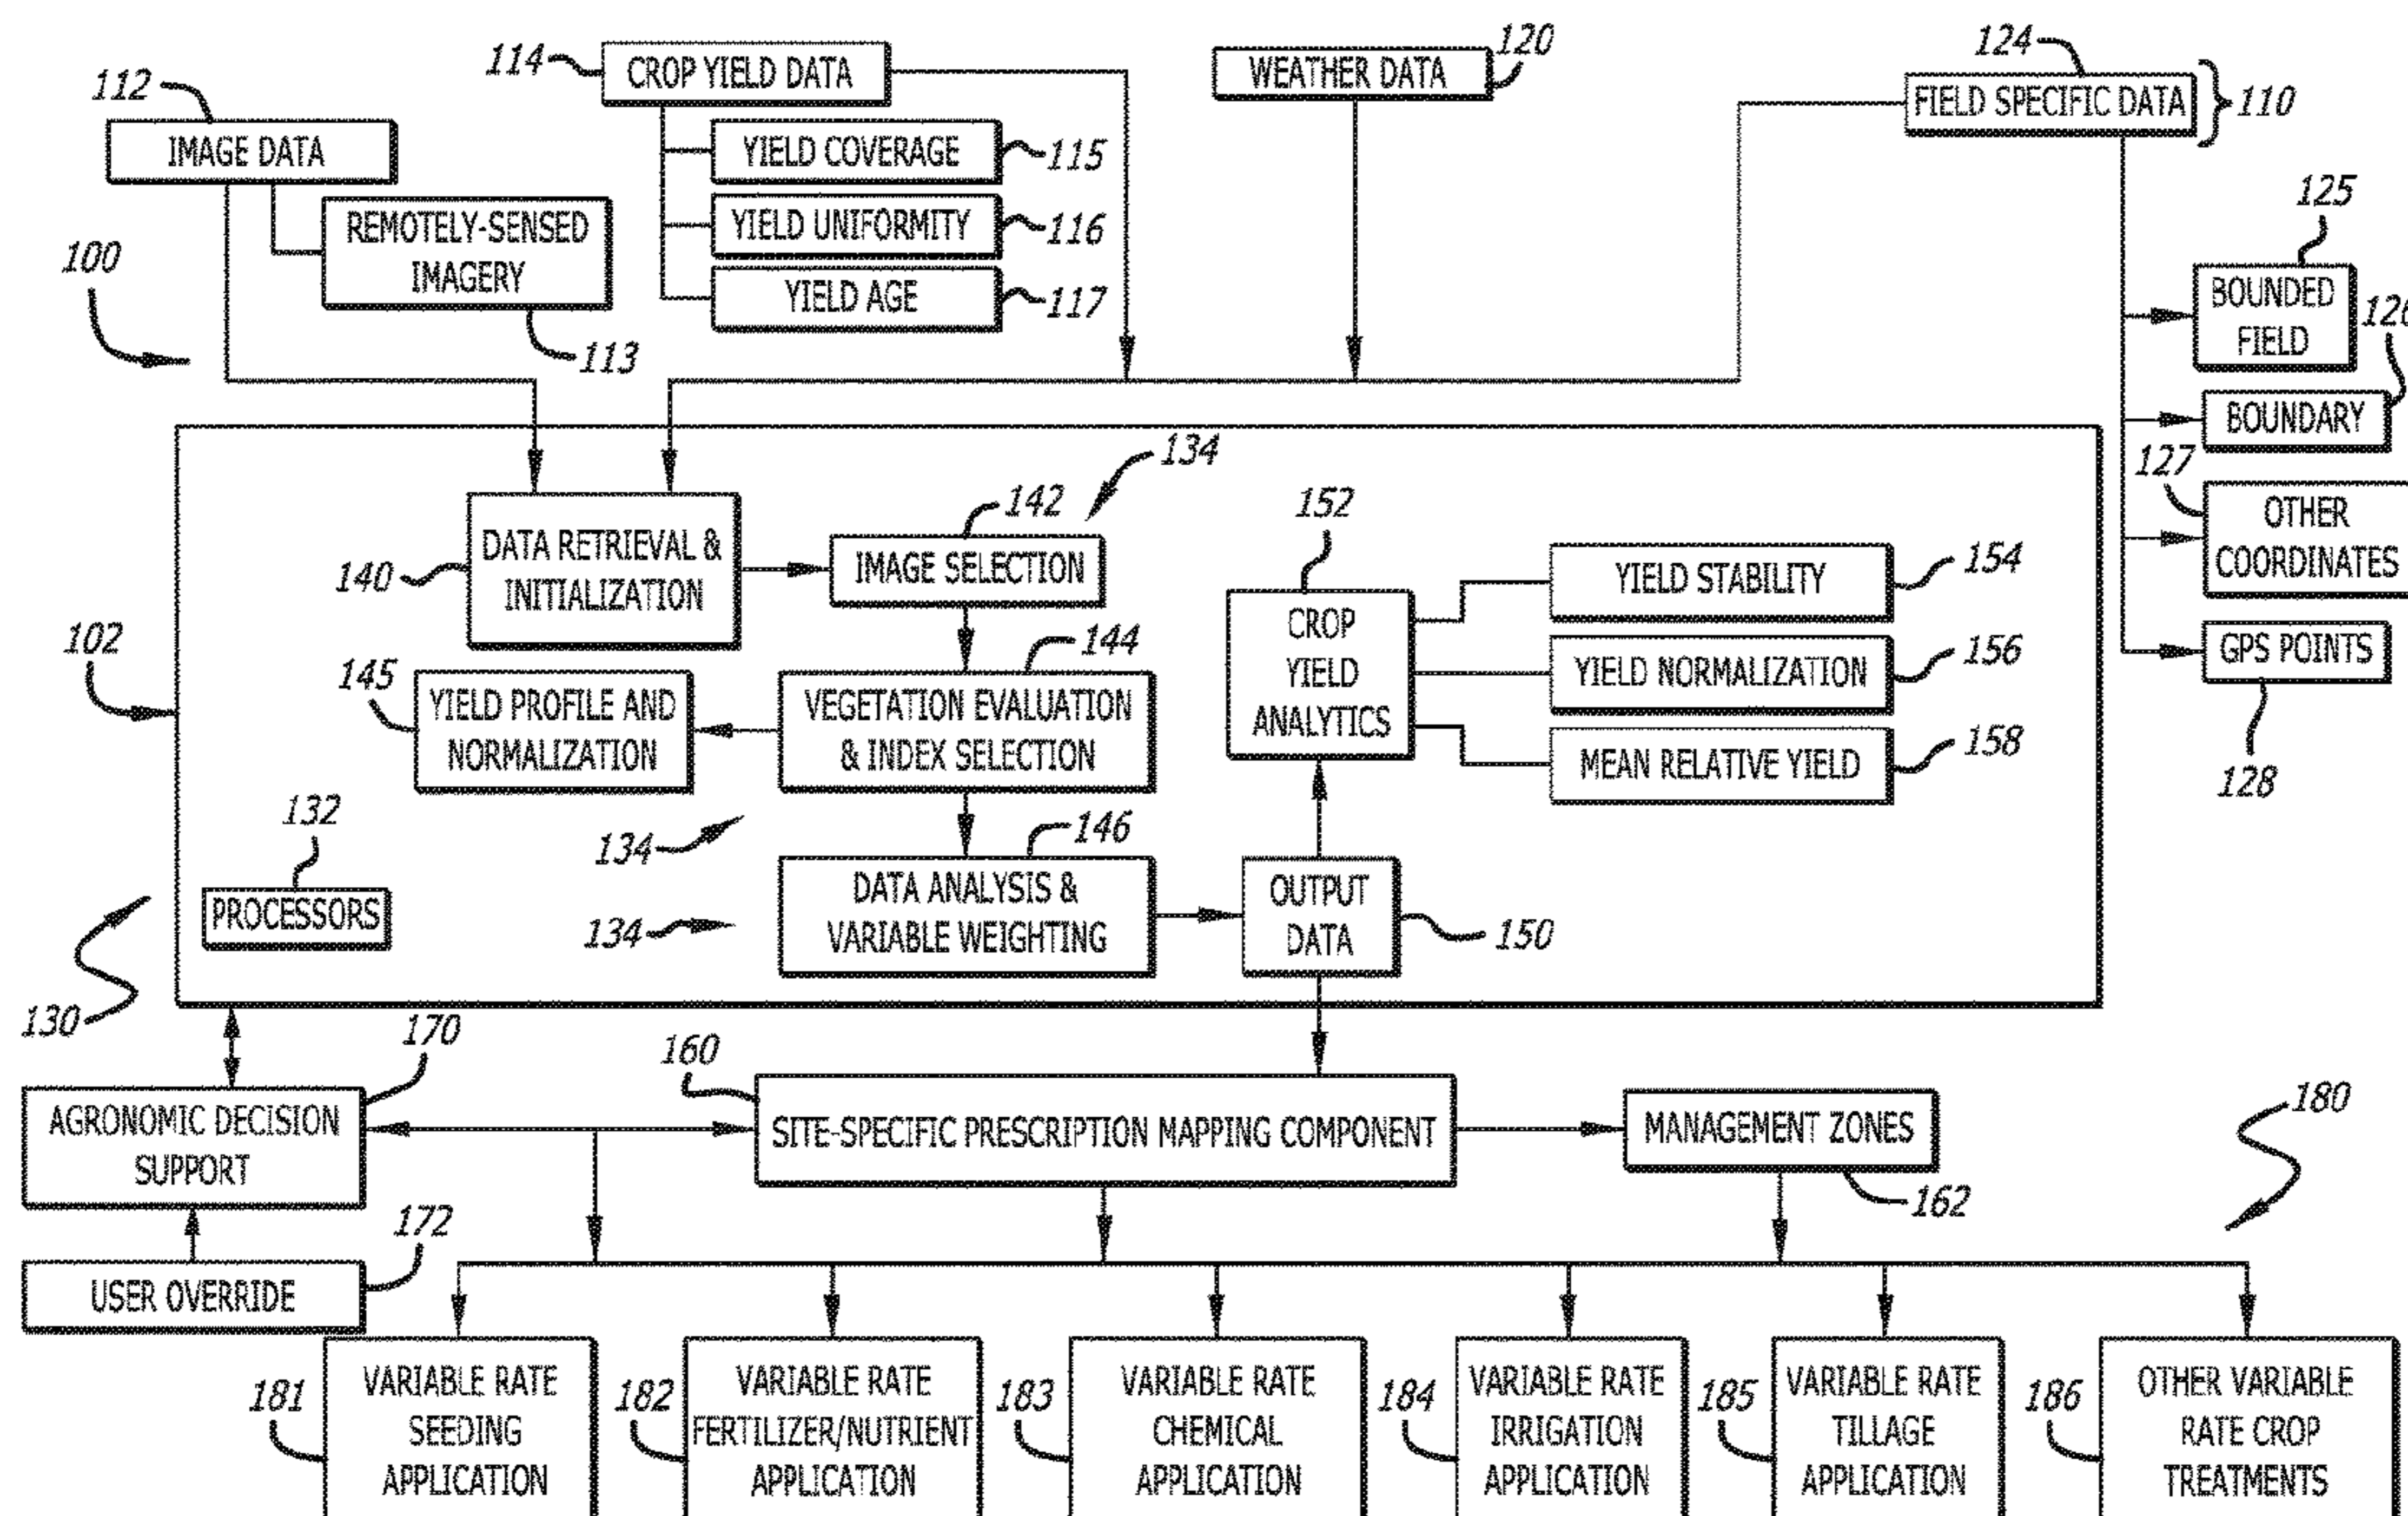 114
CROP YIELD DATA
WEATHER DATA
120
124
FIELD SPECIFIC DATA
110
112
IMAGE DATA
YIELD COVERAGE
115
REMOTELY-SENSED
IMAGERY
113
YIELD UNIFORMITY
116
YIELD AGE
117
125
BOUNDED
FIELD
126
BOUNDARY
127
OTHER
COORDINATES
GPS POINTS
128
100
102
134
DATA RETRIEVAL &
INITIALIZATION
140
142
IMAGE SELECTION
152
CROP
YIELD
ANALYTICS
YIELD STABILITY
154
YIELD NORMALIZATION
156
MEAN RELATIVE YIELD
158
145
YIELD PROFILE AND
NORMALIZATION
144
VEGETATION EVALUATION
& INDEX SELECTION
134
132
PROCESSORS
134
146
DATA ANALYSIS &
VARIABLE WEIGHTING
OUTPUT
DATA
150
130
170
AGRONOMIC DECISION
SUPPORT
160
SITE-SPECIFIC PRESCRIPTION MAPPING COMPONENT
MANAGEMENT ZONES
162
180
172
USER OVERRIDE
181
VARIABLE RATE
SEEDING
APPLICATION
182
VARIABLE RATE
FERTILIZER/NUTRIENT
APPLICATION
183
VARIABLE RATE
CHEMICAL
APPLICATION
184
VARIABLE RATE
IRRIGATION
APPLICATION
185
VARIABLE RATE
TILLAGE
APPLICATION
186
OTHER VARIABLE
RATE CROP
TREATMENTS